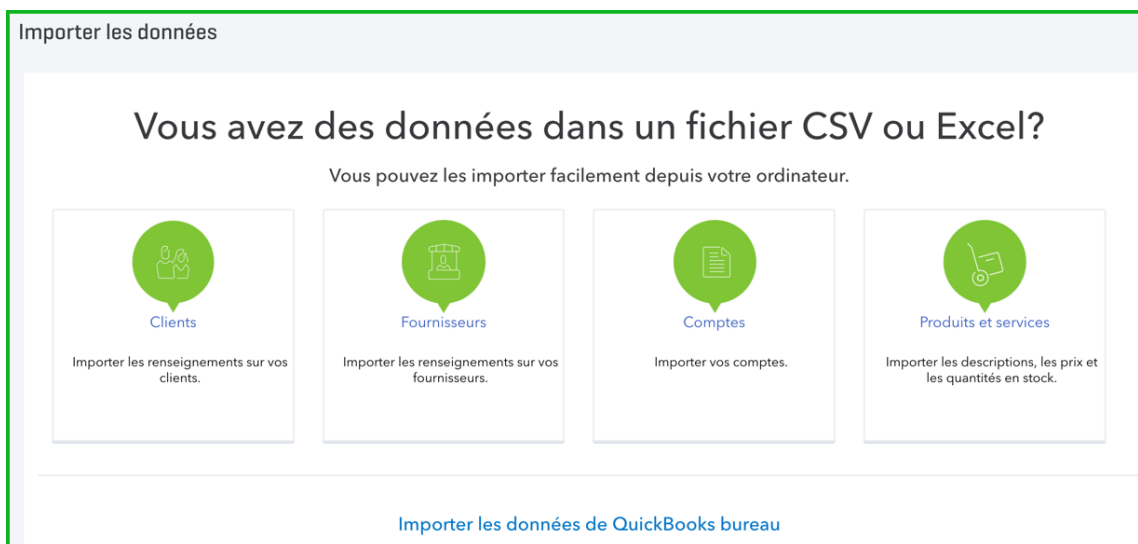 Importer les données
Vous avez des données dans un fichier CSV ou Excel?
Vous pouvez les importer facilement depuis votre ordinateur.
Clients
Importer les renseignements sur vos
clients.
Fournisseurs
Importer les renseignements sur vos
fournisseurs.
Comptes
Importer vos comptes.
Produits et services
Importer les descriptions, les prix et
les quantités en stock.
Importer les données de QuickBooks bureau